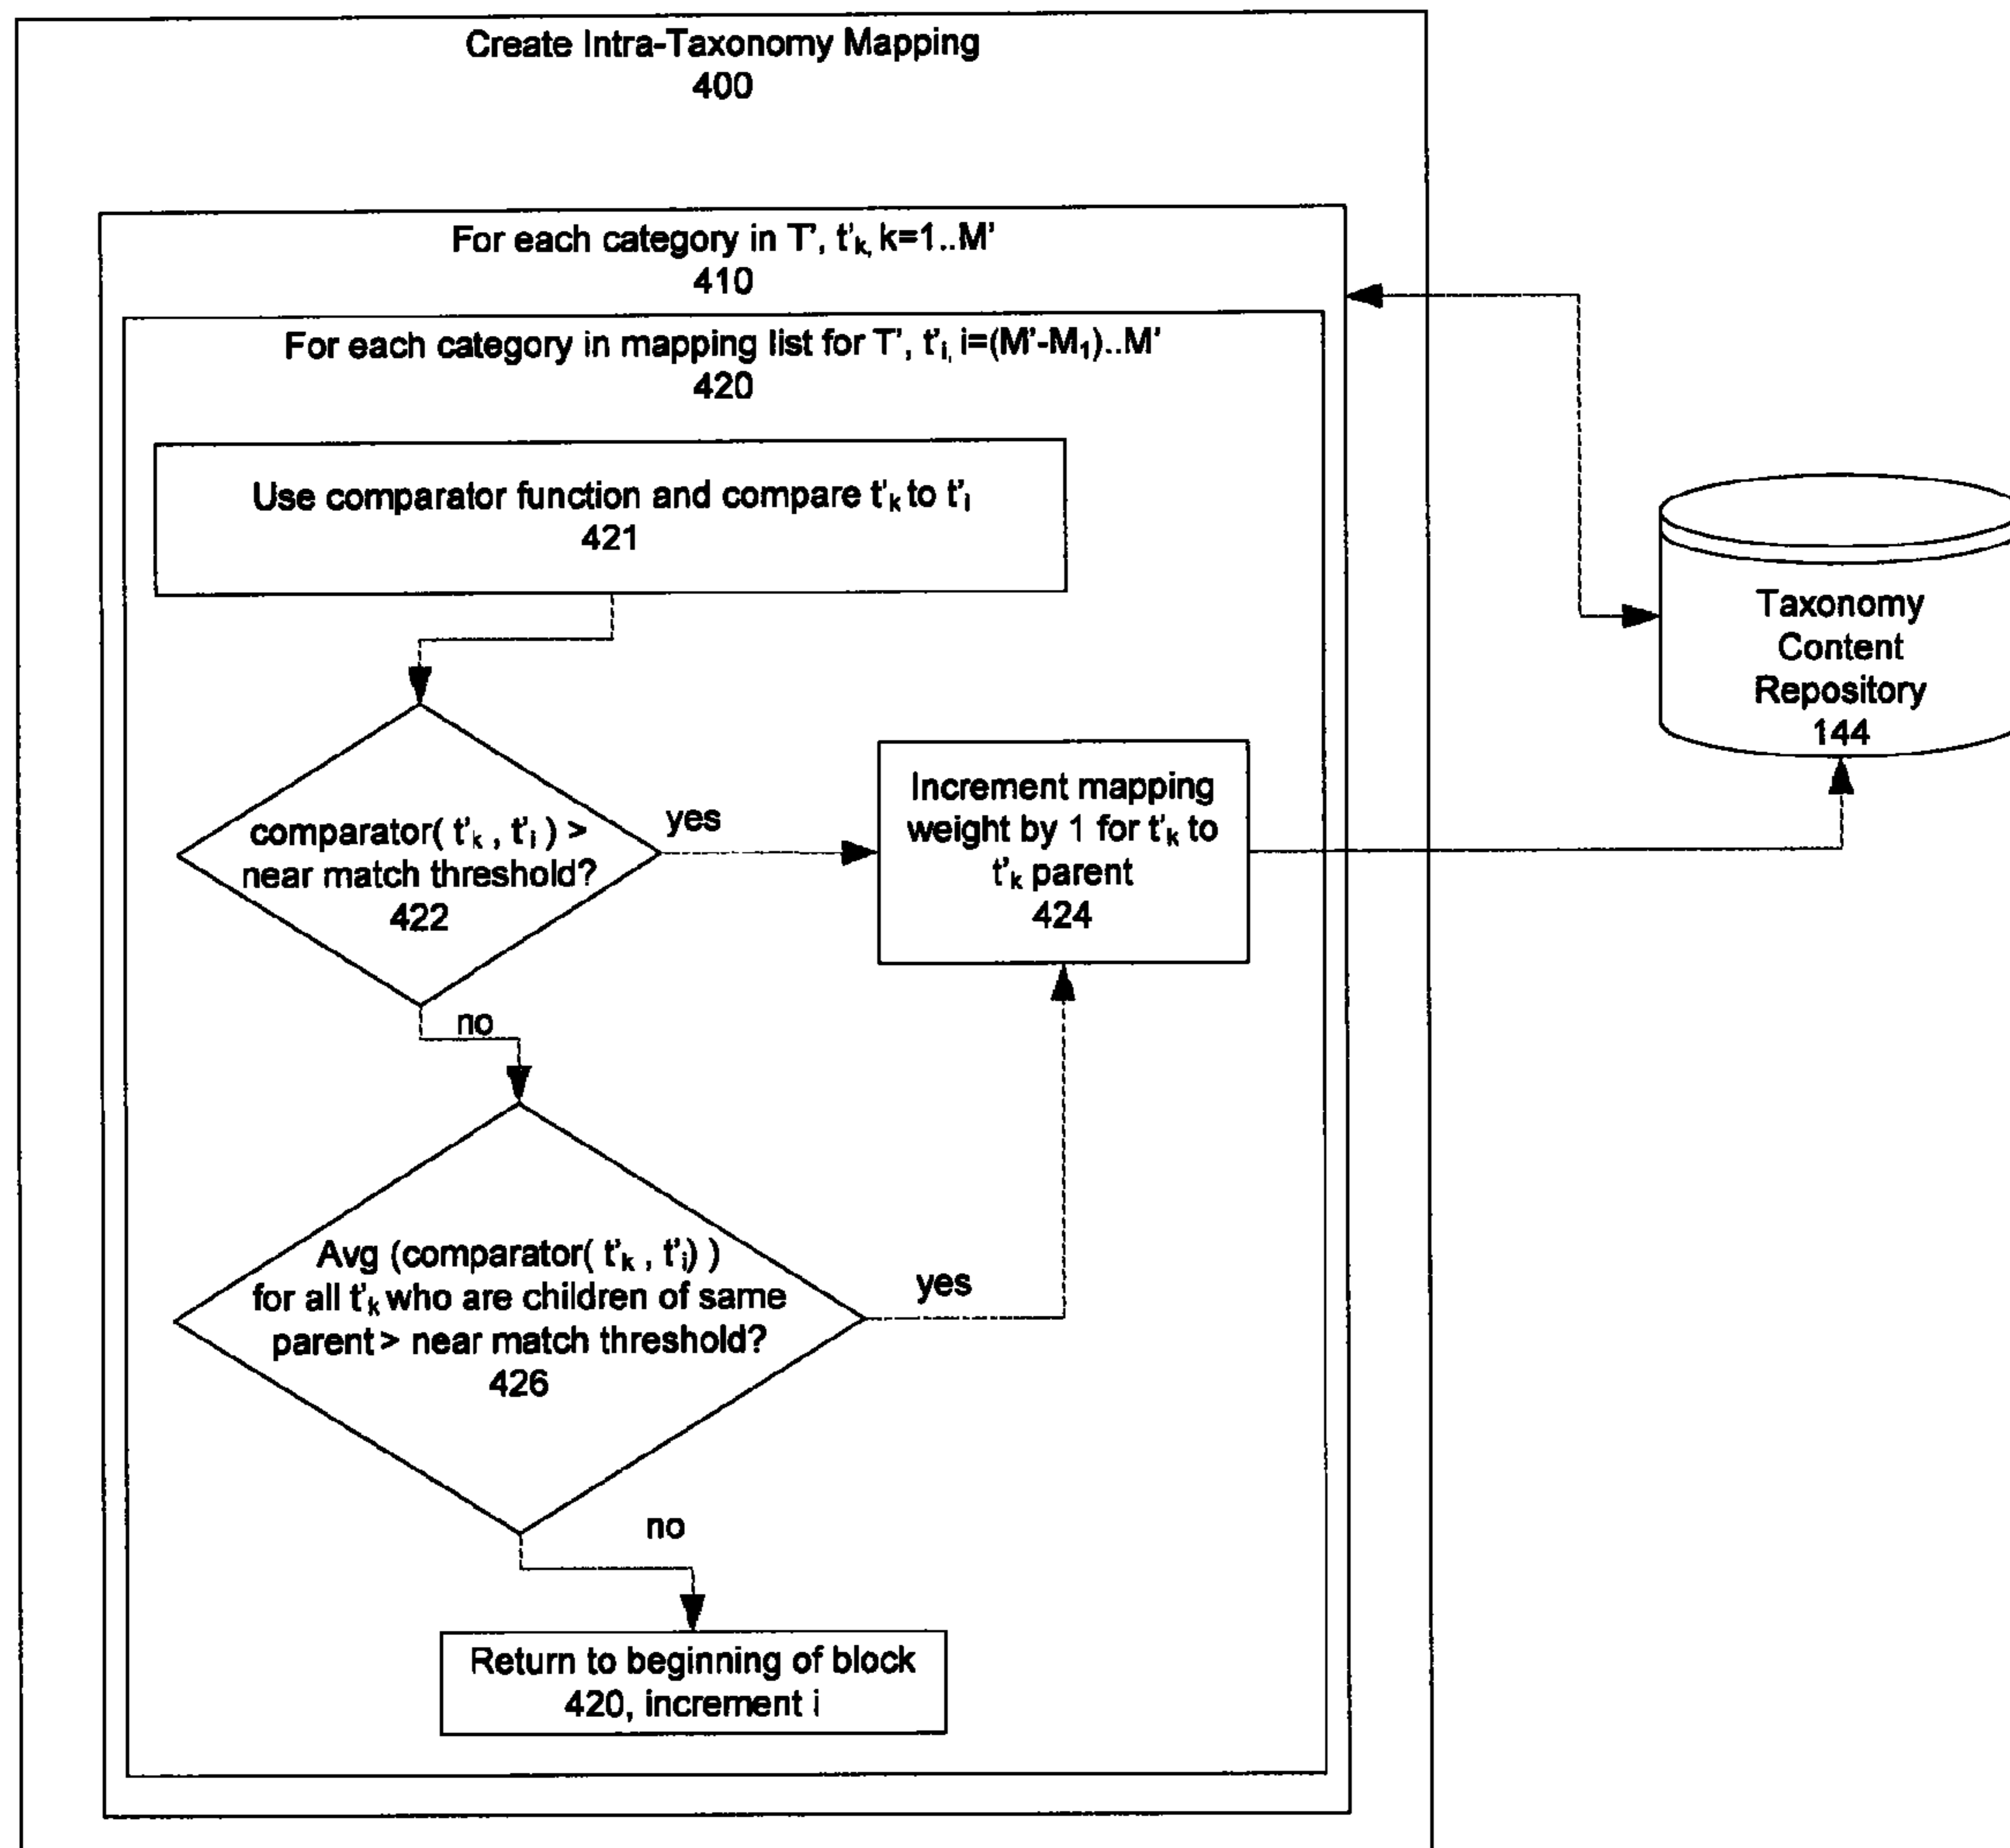 Create Intra-Taxonomy Mapping
400
For each category in T', t'k, k=1..M'
410
For each category in mapping list for T', t'i, i=(M'-M1)..M'
420
Use comparator function and compare t'k to t'i
421
comparator( t'k , t'i ) >
near match threshold?
422
yes
no
Increment mapping
weight by 1 for t'k to
t'k parent
424
Avg (comparator( t'k , t'i) )
for all t'k who are children of same
parent > near match threshold?
426
yes
no
Return to beginning of block
420, increment i
Taxonomy
Content
Repository
144